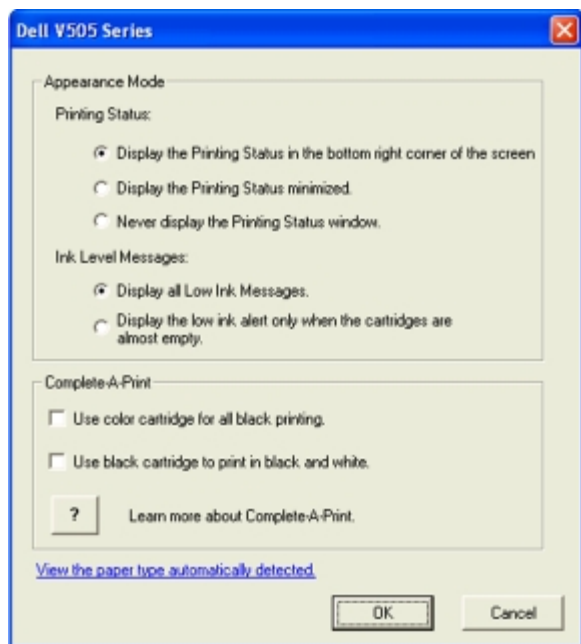 Dell V505 Series
Appearance Mode
Printing Status:
Display the Printing Status in the bottom right corner of the screen
Display the Printing Status minimized.
Never display the Printing Status window.
Ink Level Messages:
Display all Low Ink Messages.
Display the low ink alert only when the cartridges are
almost empty.
Complete-A-Print
Use color cartridge for all black printing.
Use black cartridge to print in black and white.
? Learn more about Complete-A-Print.
View the paper type automatically detected.
OK Cancel